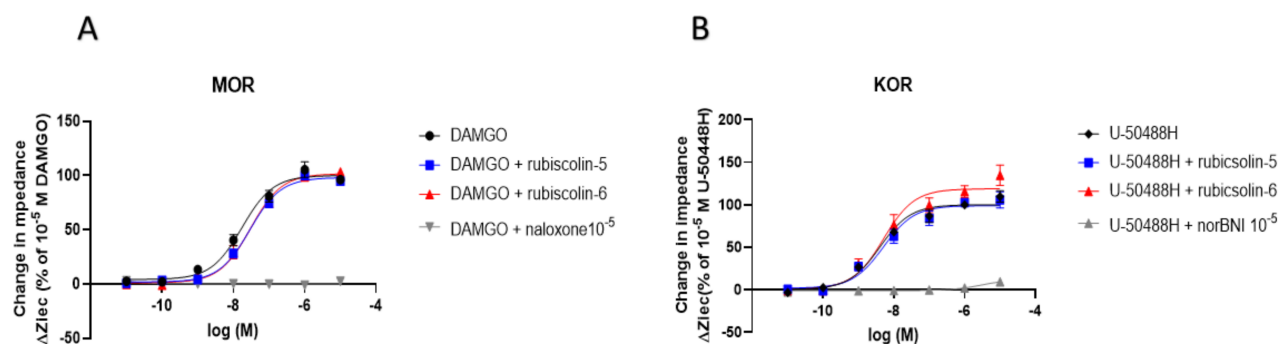 A
MOR
Change in mpedance
ΔZIec (% of 10⁻⁵ M DAMGO)
150
100
50
0
-50
-10
-8
-6
-4
log (M)
DAMGO
DAMGO + rubiscolin-5
DAMGO + rubiscolin-6
DAMGO + naloxone10⁻⁵
B
KOR
Change in Impedance
ΔZIec(% of 10⁻⁵ M U-50448H)
200
150
100
50
0
-50
-10
-8
-6
-4
log (M)
U-50488H
U-50488H + rubicsolin-5
U-50488H + rubicsolin-6
U-50488H + norBNI 10⁻⁵